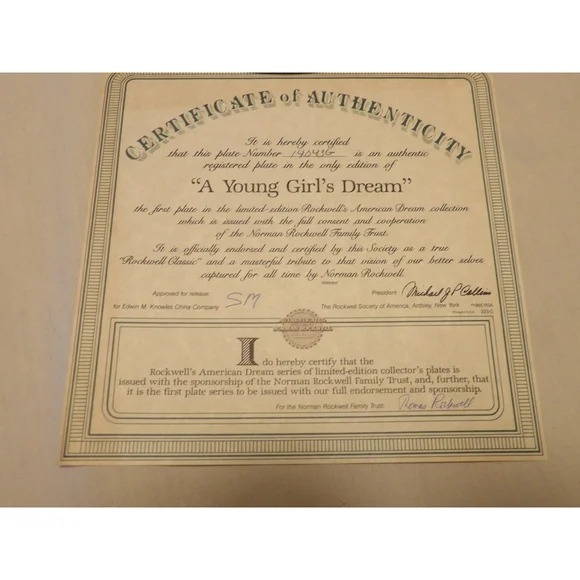 CERTIFICATE of AUTHENTICITY
It is hereby certified
that this plate Number 14043G is an authentic
registered plate in the only edition of
"A Young Girl's Dream"
the first plate in the limited-edition Rockwell's American Dream collection
which is issued with the full consent and cooperation
of the Norman Rockwell Family Trust.
It is officially endorsed and certified by this Society as a true
"Rockwell Classic" and a masterful tribute to that vision of our better selves
captured for all time by Norman Rockwell.
Approved for release:
SM
for Edwin M. Knowles China Company
President Michael J P Collins
The Rockwell Society of America, Ardsley, New York
I do hereby certify that the
Rockwell's American Dream series of limited-edition collector's plates is
issued with the sponsorship of the Norman Rockwell Family Trust, and, further, that
it is the first plate series to be issued with our full endorsement and sponsorship.
For the Norman Rockwell Family Trust: Thomas Rockwell